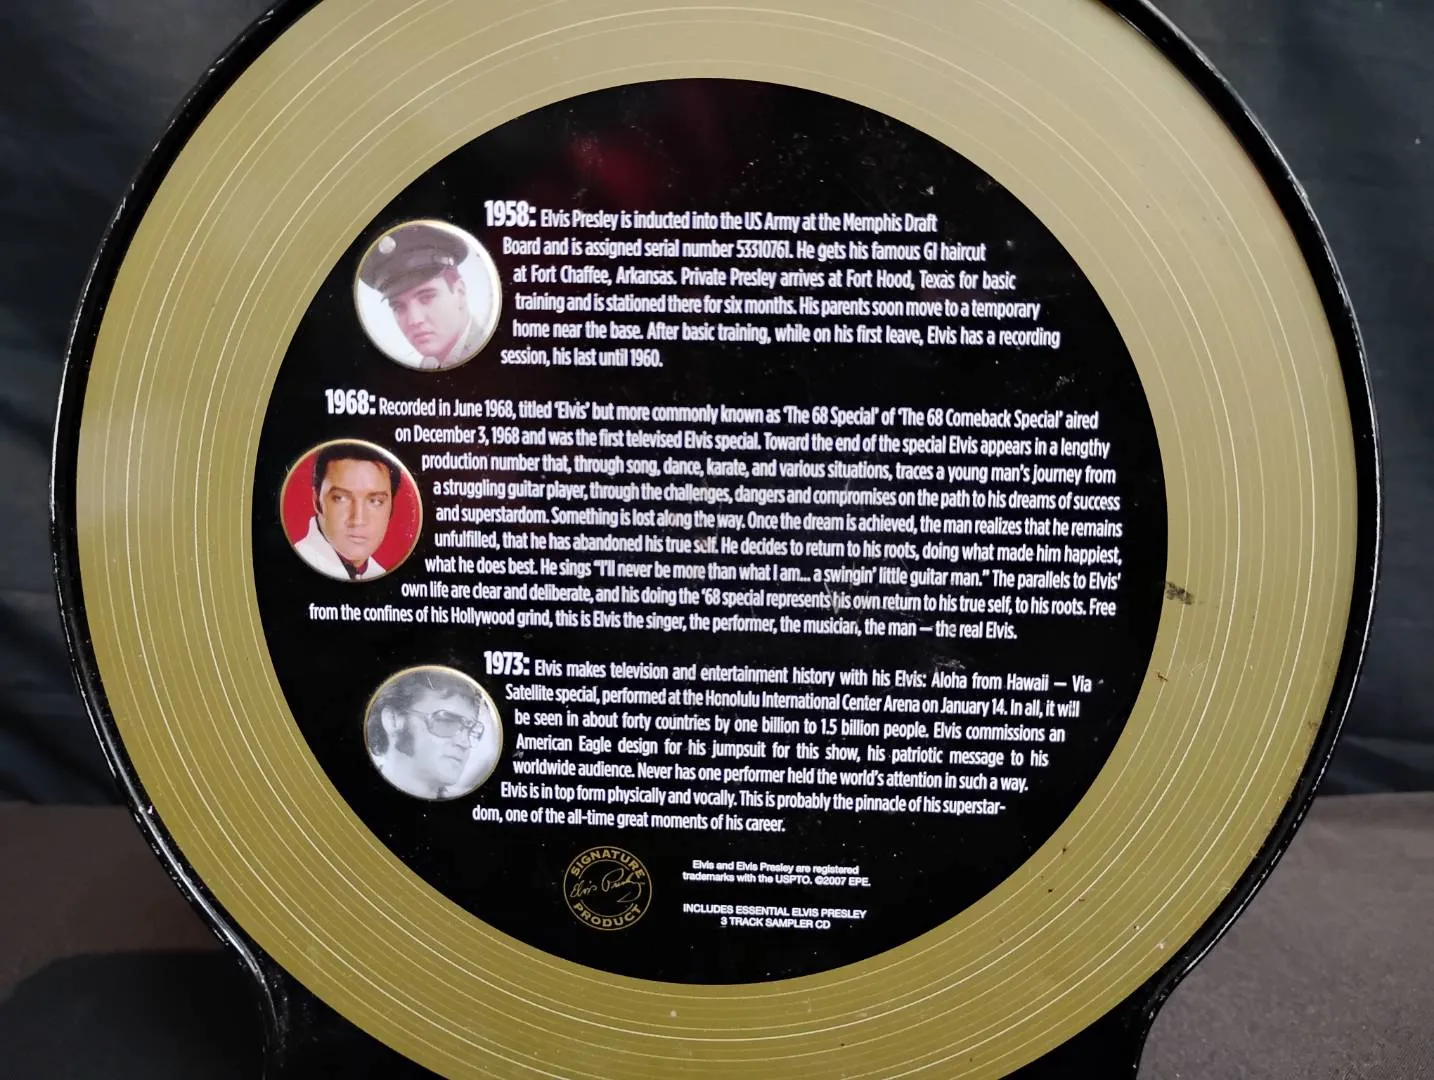 1958: Elvis Presley is inducted into the US Army at the Memphis Draft
Board and is assigned serial number 53310761. He gets his famous GI haircut
at Fort Chaffee, Arkansas. Private Presley arrives at Fort Hood, Texas for basic
training and is stationed there for six months. His parents soon move to a temporary
home near the base. After basic training, while on his first leave, Elvis has a recording
session, his last until 1960.
1968: Recorded in June 1968, titled 'Elvis' but more commonly known as 'The 68 Special' of 'The 68 Comeback Special' aired
on December 3, 1968 and was the first televised Elvis special. Toward the end of the special Elvis appears in a lengthy
production number that, through song, dance, karate, and various situations, traces a young man's journey from
a struggling guitar player, through the challenges, dangers and compromises on the path to his dreams of success
and superstardom. Something is lost along the way. Once the dream is achieved, the man realizes that he remains
unfulfilled, that he has abandoned his true self. He decides to return to his roots, doing what made him happiest,
what he does best. He sings "I'll never be more than what I am... a swingin' little guitar man." The parallels to Elvis'
own life are clear and deliberate, and his doing the '68 special represents his own return to his true self, to his roots. Free
from the confines of his Hollywood grind, this is Elvis the singer, the performer, the musician, the man — the real Elvis.
1973: Elvis makes television and entertainment history with his Elvis: Aloha from Hawaii — Via
Satellite special, performed at the Honolulu International Center Arena on January 14. In all, it will
be seen in about forty countries by one billion to 1.5 billion people. Elvis commissions an
American Eagle design for his jumpsuit for this show, his patriotic message to his
worldwide audience. Never has one performer held the world's attention in such a way.
Elvis is in top form physically and vocally. This is probably the pinnacle of his superstar-
dom, one of the all-time great moments of his career.
SIGNATURE
Elvis Presley
PRODUCT
Elvis and Elvis Presley are registered
trademarks with the USPTO. ©2007 EPE.
INCLUDES ESSENTIAL ELVIS PRESLEY
3 TRACK SAMPLER CD